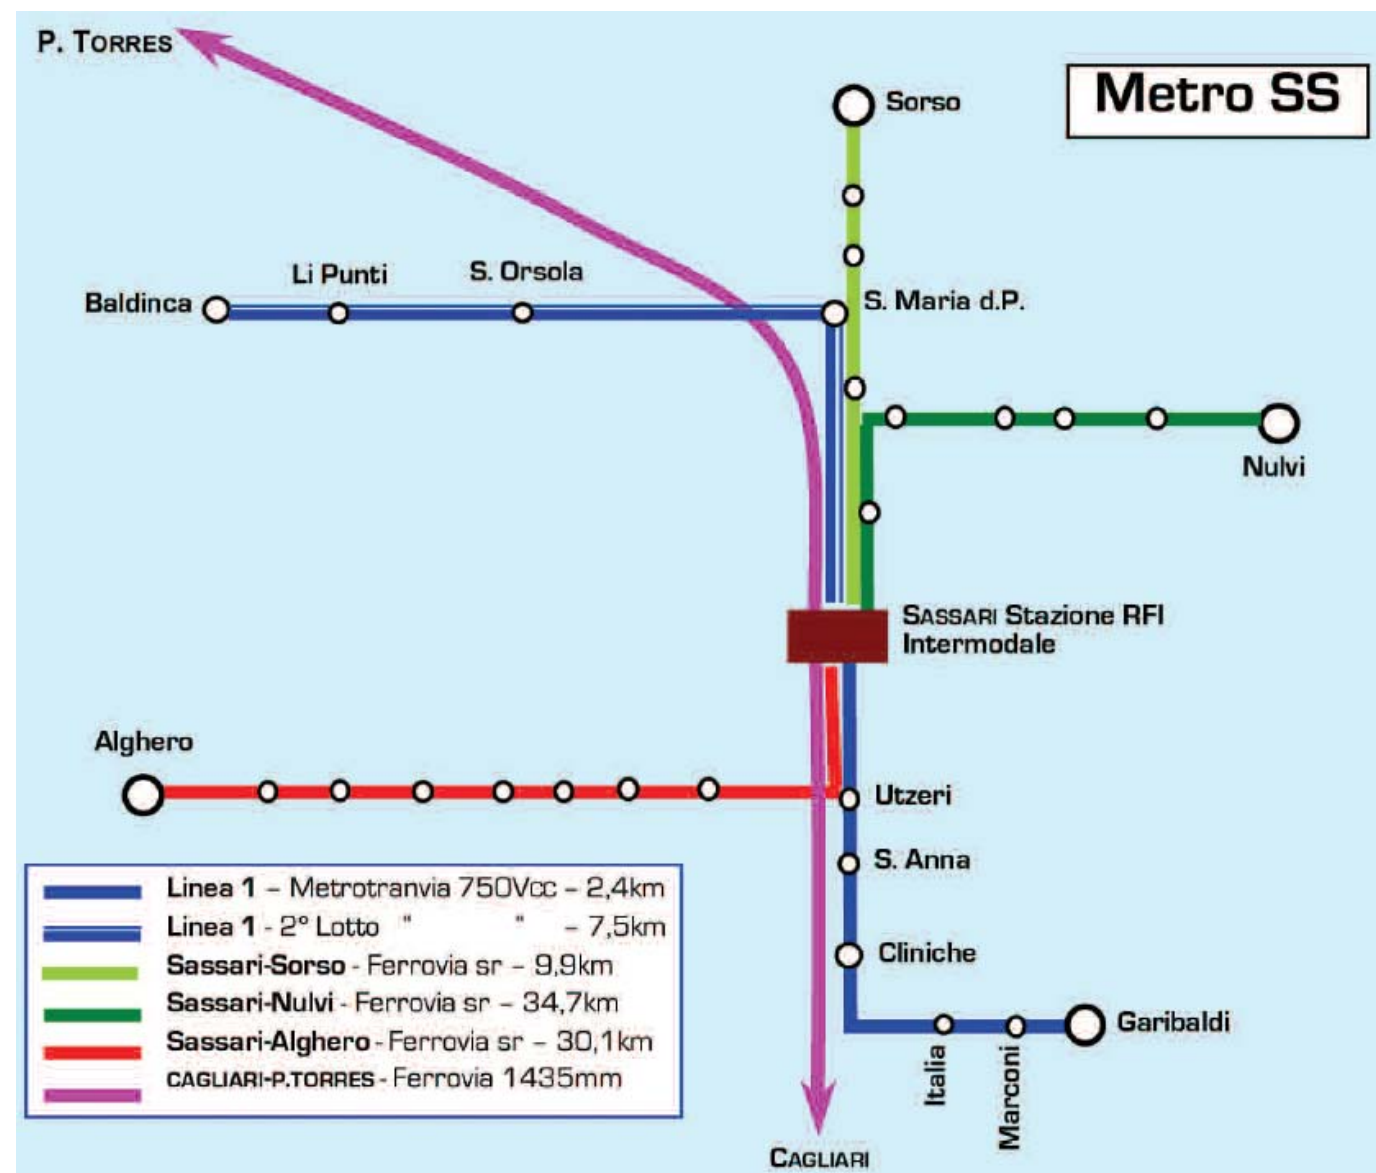 P. TORRES
Metro SS
Sorso
Li Punti
S. Orsola
Baldinca
S. Maria d.P.
Nulvi
SASSARI Stazione RFI
Intermodale
Alghero
Utzeri
S. Anna
Cliniche
Garibaldi
Italia
Marconi
CAGLIARI
Linea 1 – Metrotranvia 750Vcc – 2,4km
Linea 1 - 2° Lotto " " – 7,5km
Sassari-Sorso - Ferrovia sr – 9,9km
Sassari-Nulvi - Ferrovia sr – 34,7km
Sassari-Alghero - Ferrovia sr – 30,1km
CAGLIARI-P.TORRES - Ferrovia 1435mm